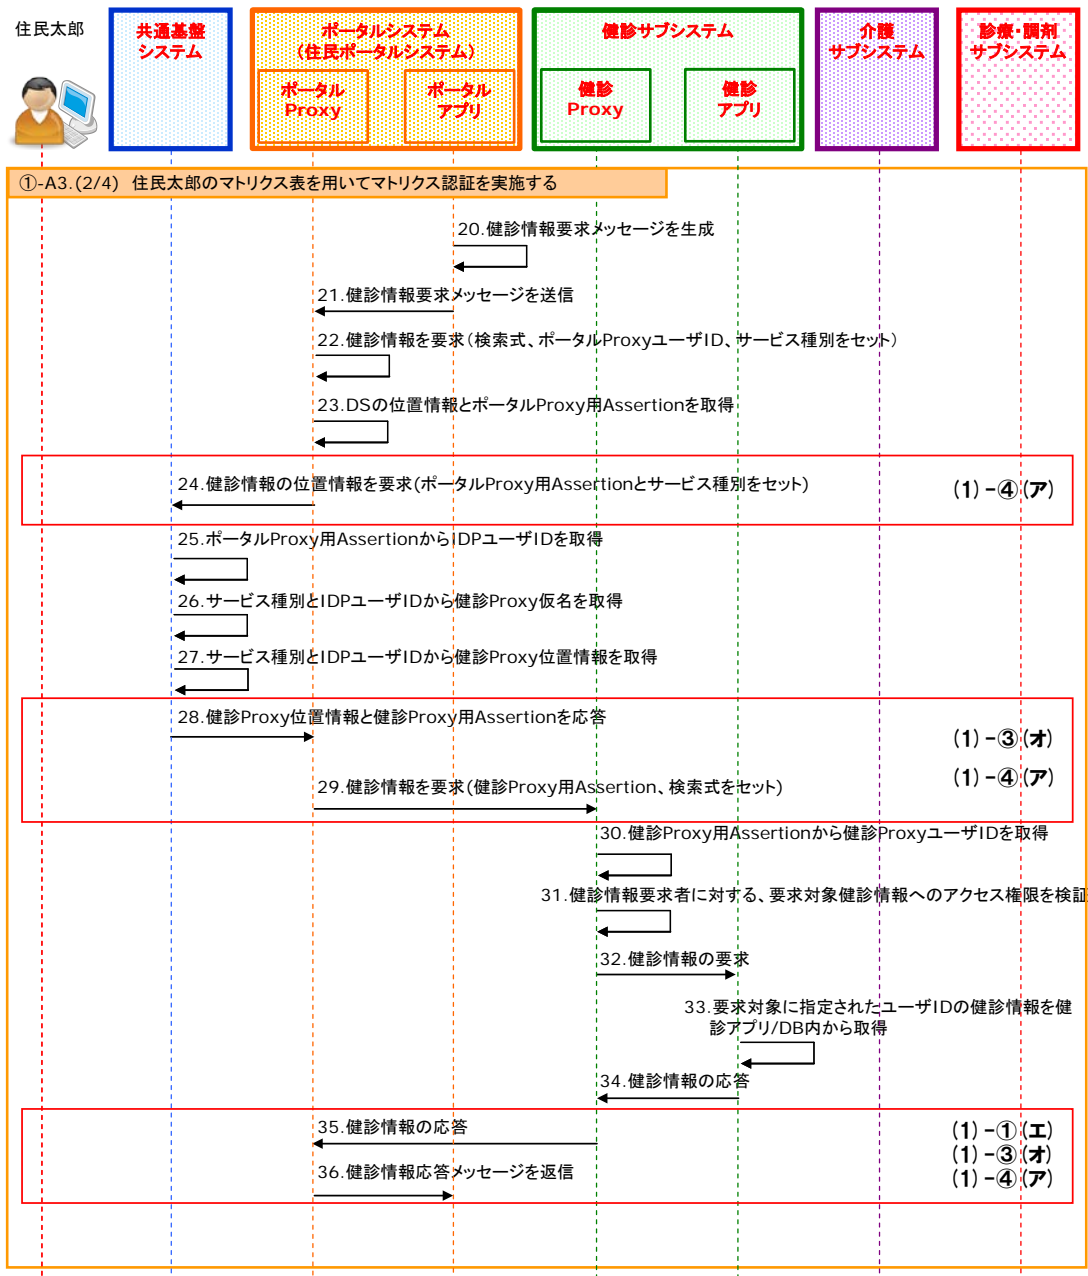 住民太郎
共通基盤
システム
ポータルシステム
(住民ポータルシステム)
ポータル
Proxy
ポータル
アプリ
健診サブシステム
健診
Proxy
健診
アプリ
介護
サブシステム
診療・調剤
サブシステム
①-A3.(2/4) 住民太郎のマトリクス表を用いてマトリクス認証を実施する
20.健診情報要求メッセージを生成
21.健診情報要求メッセージを送信
22.健診情報を要求(検索式、ポータルProxyユーザID、サービス種別をセット)
23.DSの位置情報とポータルProxy用Assertionを取得
24.健診情報の位置情報を要求(ポータルProxy用Assertionとサービス種別をセット)
(1)-④(ア)
25.ポータルProxy用AssertionからIDPユーザIDを取得
26.サービス種別とIDPユーザIDから健診Proxy仮名を取得
27.サービス種別とIDPユーザIDから健診Proxy位置情報を取得
28.健診Proxy位置情報と健診Proxy用Assertionを応答
(1)-③(オ)
(1)-④(ア)
29.健診情報を要求(健診Proxy用Assertion、検索式をセット)
30.健診Proxy用Assertionから健診ProxyユーザIDを取得
31.健診情報要求者に対する、要求対象健診情報へのアクセス権限を検証
32.健診情報の要求
33.要求対象に指定されたユーザIDの健診情報を健
診アプリ/DB内から取得
34.健診情報の応答
35.健診情報の応答
(1)-①(エ)
(1)-③(オ)
(1)-④(ア)
36.健診情報応答メッセージを返信